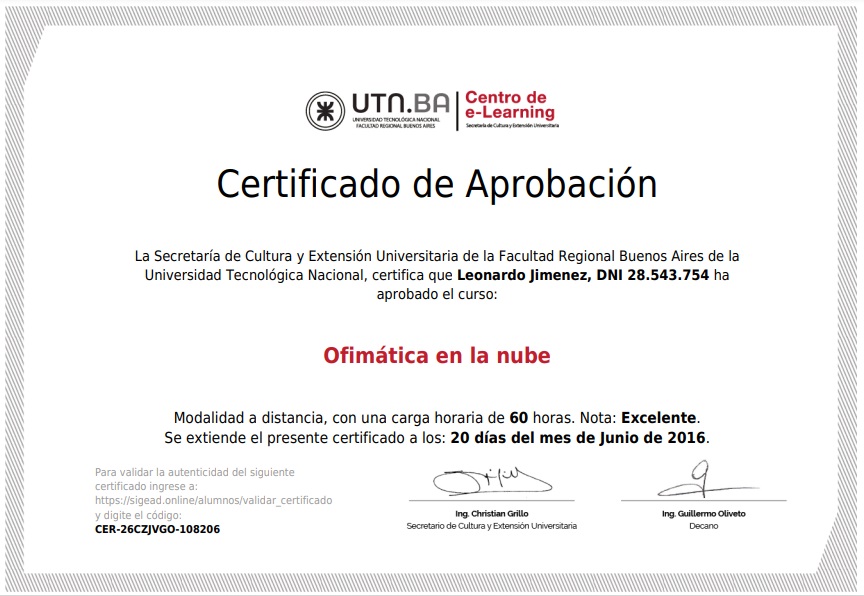 UTN.BA
UNIVERSIDAD TECNOLÓGICA NACIONAL
FACULTAD REGIONAL BUENOS AIRES
Centro de
e-Learning
Secretaría de Cultura y Extensión Universitaria
Certificado de Aprobación
La Secretaría de Cultura y Extensión Universitaria de la Facultad Regional Buenos Aires de la
Universidad Tecnológica Nacional, certifica que Leonardo Jimenez, DNI 28.543.754 ha
aprobado el curso:
Ofimática en la nube
Modalidad a distancia, con una carga horaria de 60 horas. Nota: Excelente.
Se extiende el presente certificado a los: 20 días del mes de Junio de 2016.
Para validar la autenticidad del siguiente
certificado ingrese a:
https://sigead.online/alumnos/validar_certificado
y digite el código:
CER-26CZJVGO-108206
Ing. Christian Grillo
Secretario de Cultura y Extensión Universitaria
Ing. Guillermo Oliveto
Decano